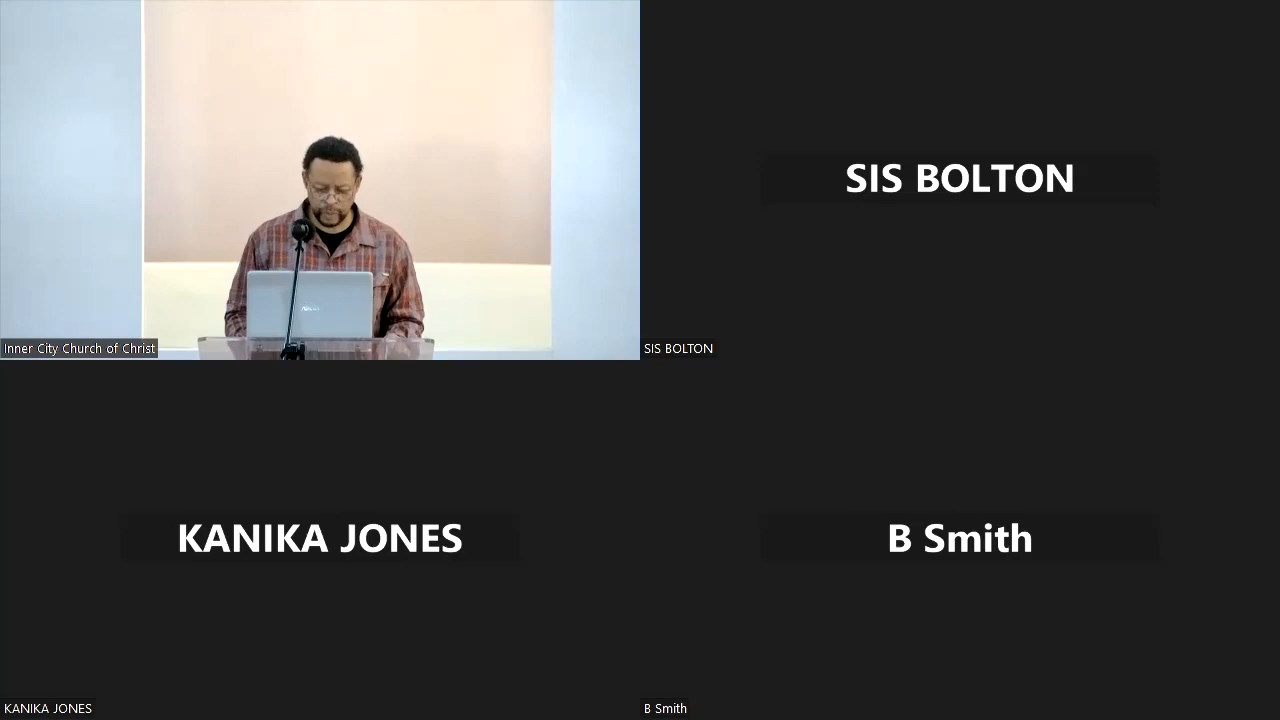 SIS BOLTON
Inner City Church of Christ
SIS BOLTON
KANIKA JONES
B Smith
KANIKA JONES
B Smith